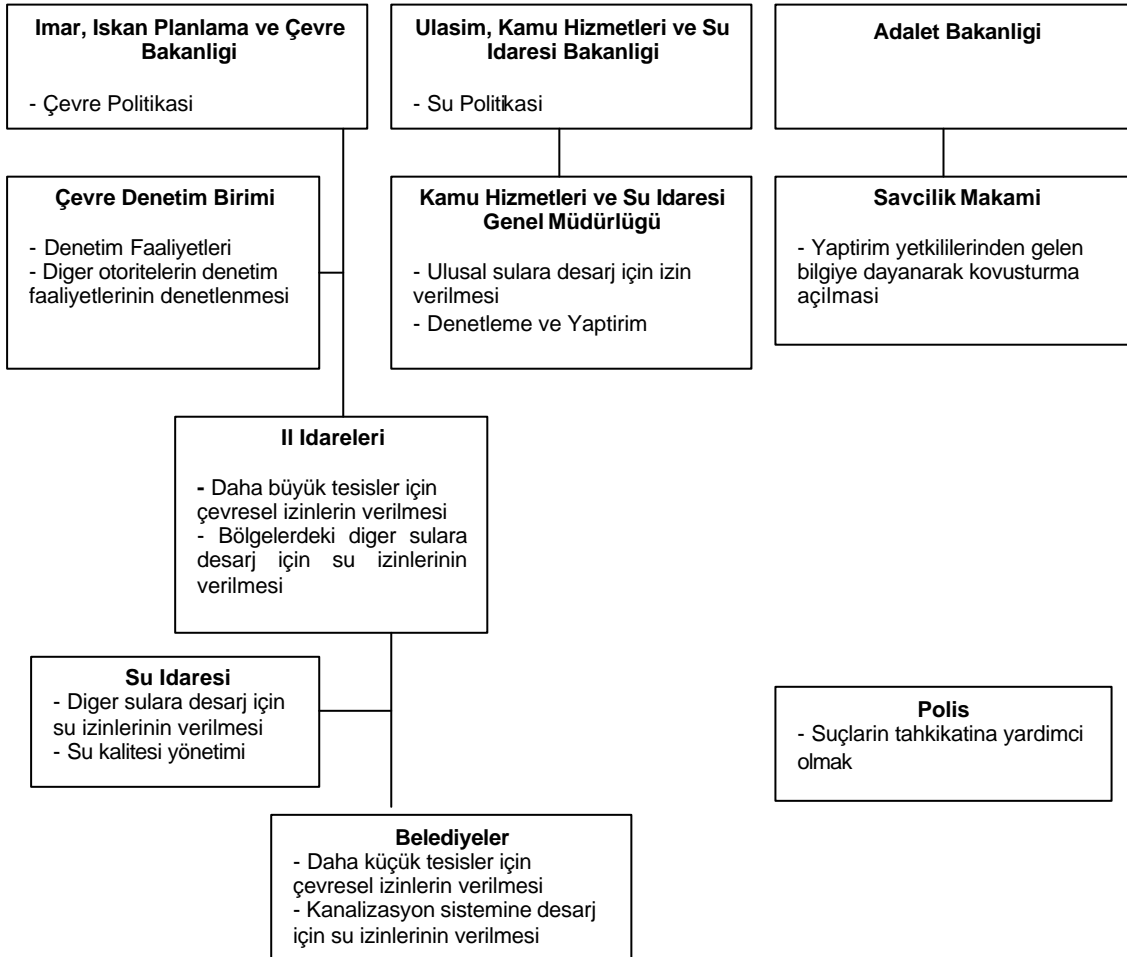 Imar, Iskan Planlama ve Çevre
Bakanligi
- Çevre Politikasi
Ulasim, Kamu Hizmetleri ve Su
Idaresi Bakanligi
- Su Politikasi
Adalet Bakanligi
Çevre Denetim Birimi
- Denetim Faaliyetleri
- Diger otoritelerin denetim
faaliyetlerinin denetlenmesi
Kamu Hizmetleri ve Su Idaresi
Genel Müdürlügü
- Ulusal sulara desarj için izin
verilmesi
- Denetleme ve Yaptirim
Savcilik Makami
- Yaptirim yetkililerinden gelen
bilgiye dayanarak kovusturma
açilmasi
Il Idareleri
- Daha büyük tesisler için
çevresel izinlerin verilmesi
- Bölgelerdeki diger sulara
desarj için su izinlerinin
verilmesi
Su Idaresi
- Diger sulara desarj için
su izinlerinin verilmesi
- Su kalitesi yönetimi
Polis
- Suçlarin tahkikatina yardimci
olmak
Belediyeler
- Daha küçük tesisler için
çevresel izinlerin verilmesi
- Kanalizasyon sistemine desarj
için su izinlerinin verilmesi